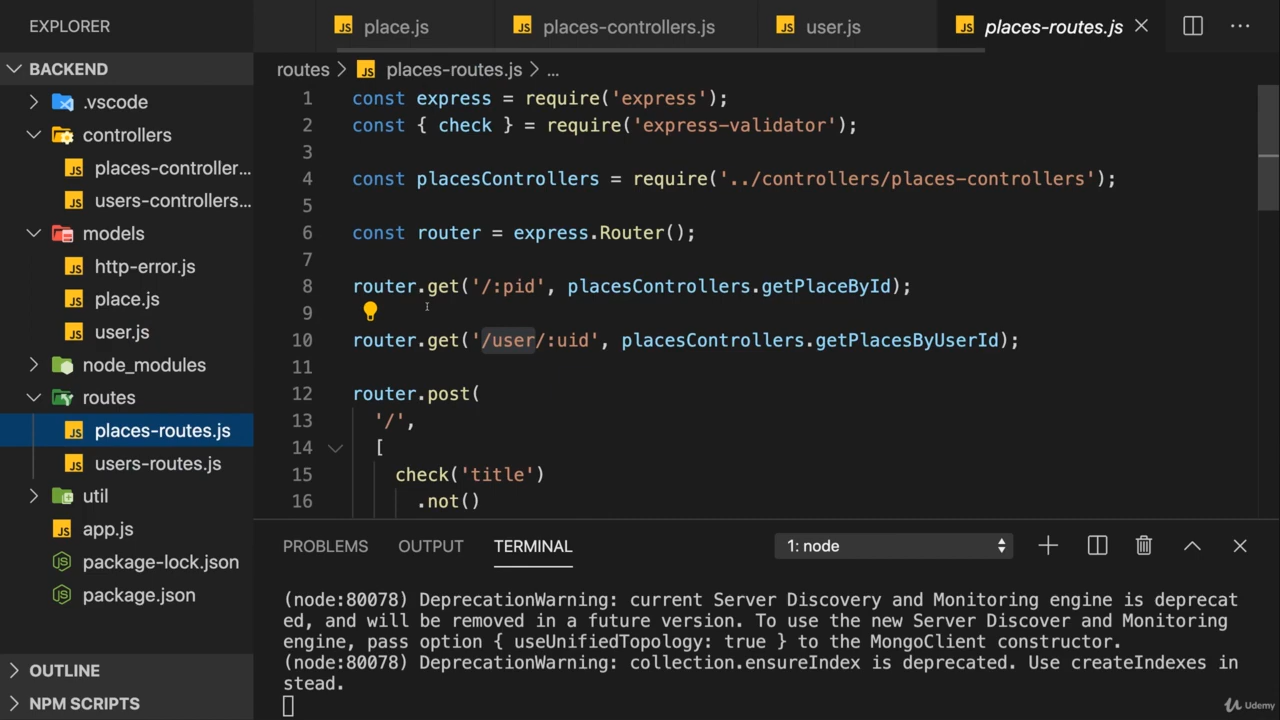 EXPLORER
place.js
places-controllers.js
user.js
places-routes.js
BACKEND
routes > places-routes.js > ...
.vscode
controllers
places-controller...
users-controllers...
models
http-error.js
place.js
user.js
node_modules
routes
places-routes.js
users-routes.js
util
app.js
package-lock.json
package.json
OUTLINE
NPM SCRIPTS
1 const express = require('express');
2 const { check } = require('express-validator');
3
4 const placesControllers = require('../controllers/places-controllers');
5
6 const router = express.Router();
7
8 router.get('/:pid', placesControllers.getPlaceById);
9
10 router.get('/user/:uid', placesControllers.getPlacesByUserId);
11
12 router.post(
13 '/',
14 [
15 check('title')
16 .not()
PROBLEMS OUTPUT TERMINAL 1: node
(node:80078) DeprecationWarning: current Server Discovery and Monitoring engine is deprecat
ed, and will be removed in a future version. To use the new Server Discover and Monitoring
engine, pass option { useUnifiedTopology: true } to the MongoClient constructor.
(node:80078) DeprecationWarning: collection.ensureIndex is deprecated. Use createIndexes in
stead.
Udemy